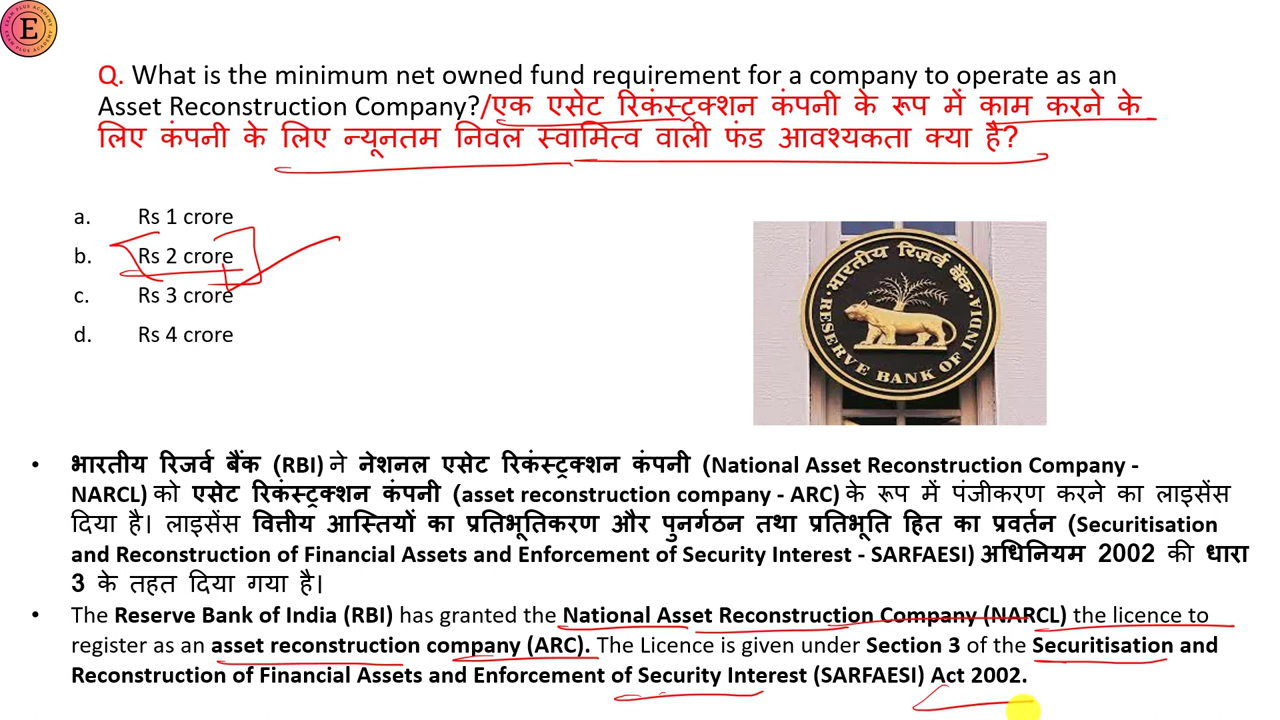 E
Q. What is the minimum net owned fund requirement for a company to operate as an
Asset Reconstruction Company?/एक एसेट रिकंस्ट्रक्शन कंपनी के रूप में काम करने के
लिए कंपनी के लिए न्यूनतम निवल स्वामित्व वाली फंड आवश्यकता क्या है?
a. Rs 1 crore
b. Rs 2 crore
c. Rs 3 crore
d. Rs 4 crore
भारतीय रिज़र्व बैंक
RESERVE BANK OF INDIA
• भारतीय रिजर्व बैंक (RBI) ने नेशनल एसेट रिकंस्ट्रक्शन कंपनी (National Asset Reconstruction Company -
NARCL) को एसेट रिकंस्ट्रक्शन कंपनी (asset reconstruction company - ARC) के रूप में पंजीकरण करने का लाइसेंस
दिया है। लाइसेंस वित्तीय आस्तियों का प्रतिभूतिकरण और पुनर्गठन तथा प्रतिभूति हित का प्रवर्तन (Securitisation
and Reconstruction of Financial Assets and Enforcement of Security Interest - SARFAESI) अधिनियम 2002 की धारा
3 के तहत दिया गया है।
• The Reserve Bank of India (RBI) has granted the National Asset Reconstruction Company (NARCL) the licence to
register as an asset reconstruction company (ARC). The Licence is given under Section 3 of the Securitisation and
Reconstruction of Financial Assets and Enforcement of Security Interest (SARFAESI) Act 2002.